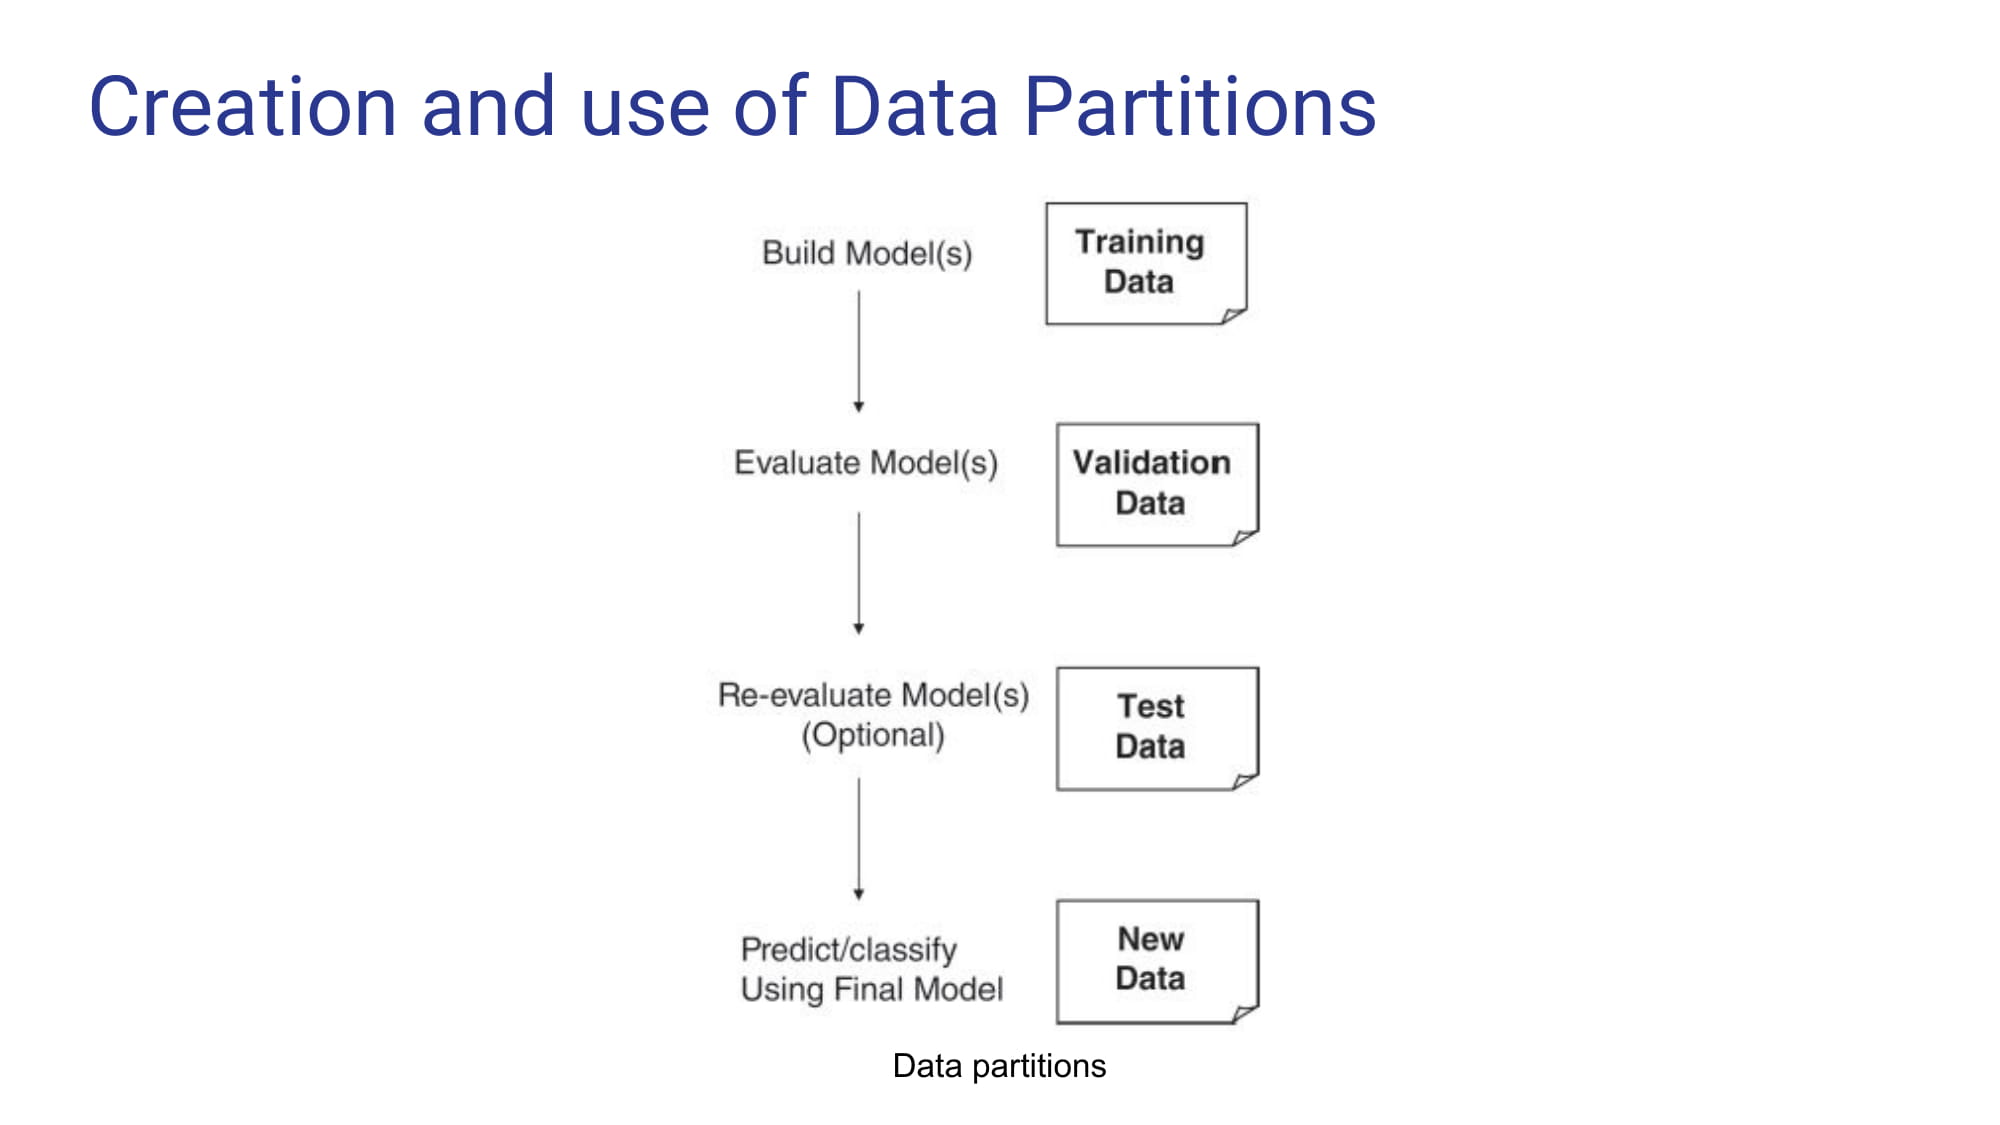 Creation and use of Data Partitions
Build Model(s)
Training
Data
Evaluate Model(s)
Validation
Data
Re-evaluate Model(s)
(Optional)
Test
Data
Predict/classify
Using Final Model
New
Data
Data partitions